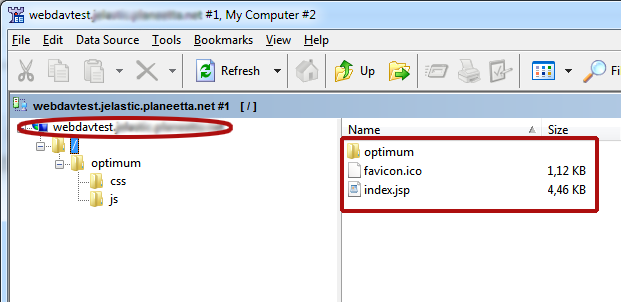 webdavtest. #1, My Computer #2
File Edit Data Source Tools Bookmarks View Help
Refresh Up Fi
webdavtest.jelastic.planeetta.net #1 [ / ]
webdavtest.
/
optimum
css
js
Name Size
optimum
favicon.ico 1,12 KB
index.jsp 4,46 KB